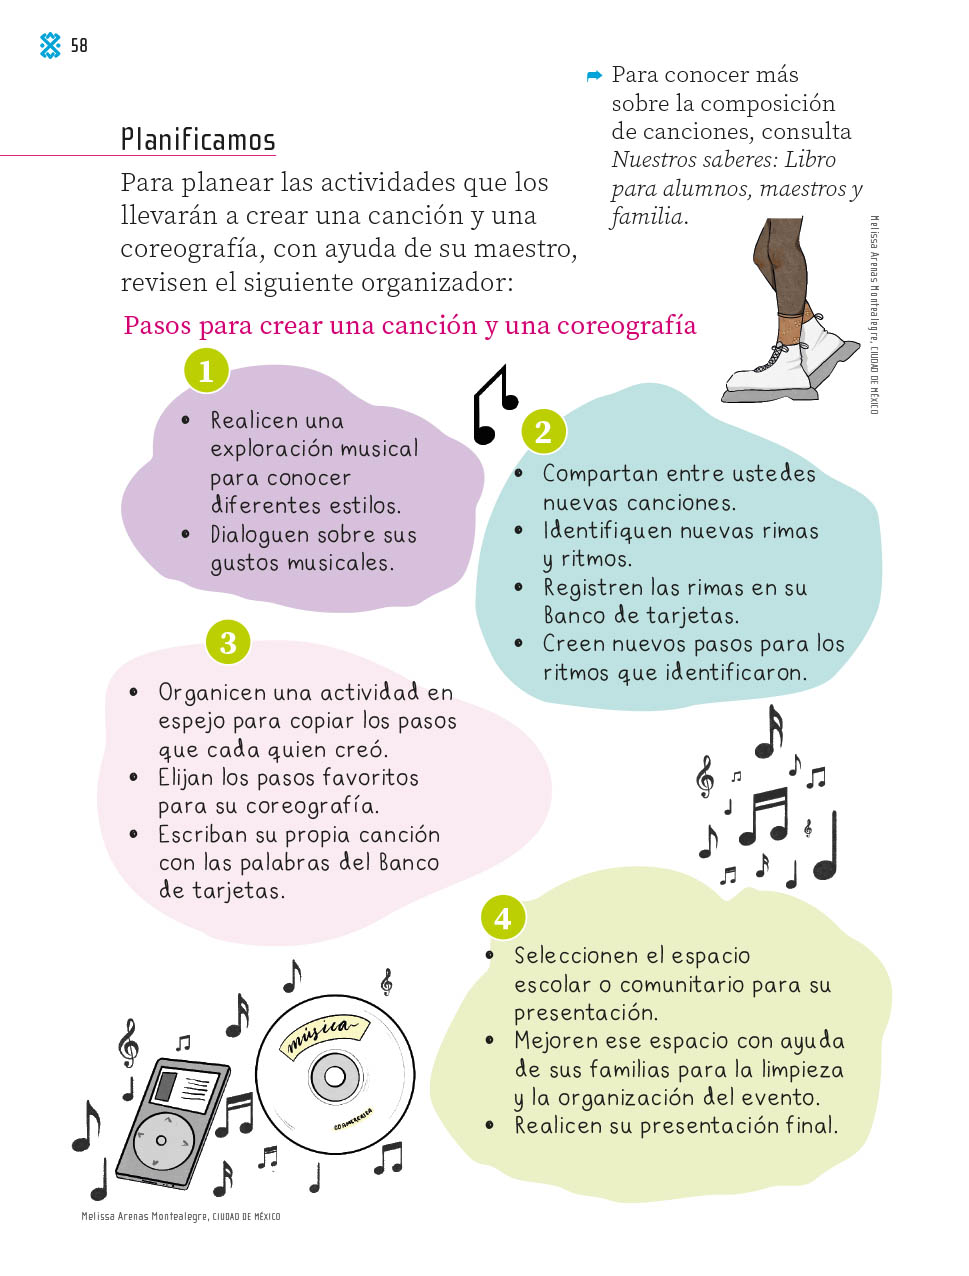 58
Para conocer más
sobre la composición
de canciones, consulta
Nuestros saberes: Libro
para alumnos, maestros y
familia.
Planificamos
Para planear las actividades que los
llevarán a crear una canción y una
coreografía, con ayuda de su maestro,
revisen el siguiente organizador:
Melissa Arenas Montealegre, CIUDAD DE MÉXICO
Pasos para crear una canción y una coreografía
1
• Realicen una
exploración musical
para conocer
diferentes estilos.
• Dialoguen sobre sus
gustos musicales.
2
• Compartan entre ustedes
nuevas canciones.
• Identifiquen nuevas rimas
y ritmos.
• Registren las rimas en su
Banco de tarjetas.
• Creen nuevos pasos para los
ritmos que identificaron.
3
• Organicen una actividad en
espejo para copiar los pasos
que cada quien creó.
• Elijan los pasos favoritos
para su coreografía.
• Escriban su propia canción
con las palabras del Banco
de tarjetas.
4
• Seleccionen el espacio
escolar o comunitario para su
presentación.
• Mejoren ese espacio con ayuda
de sus familias para la limpieza
y la organización del evento.
• Realicen su presentación final.
música
Melissa Arenas Montealegre, CIUDAD DE MÉXICO